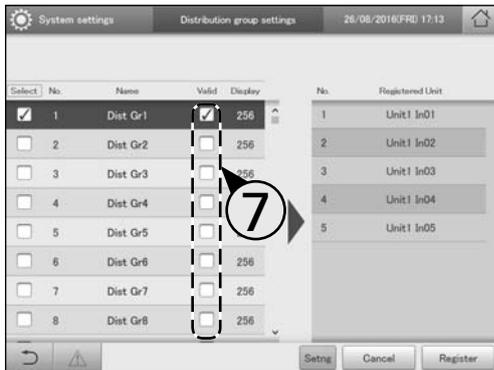 System settings Distribution group settings 26/08/2016(FRI) 17:13
Select No. Name Valid Display No. Registered Unit
1 Dist Gr1 256 1 Unit1 In01
2 Dist Gr2 256 2 Unit1 In02
3 Dist Gr3 256 3 Unit1 In03
4 Dist Gr4 4 Unit1 In04
5 Dist Gr5 5 Unit1 In05
6 Dist Gr6 256
7 Dist Gr7 256
8 Dist Gr8 256
7
Setng Cancel Register